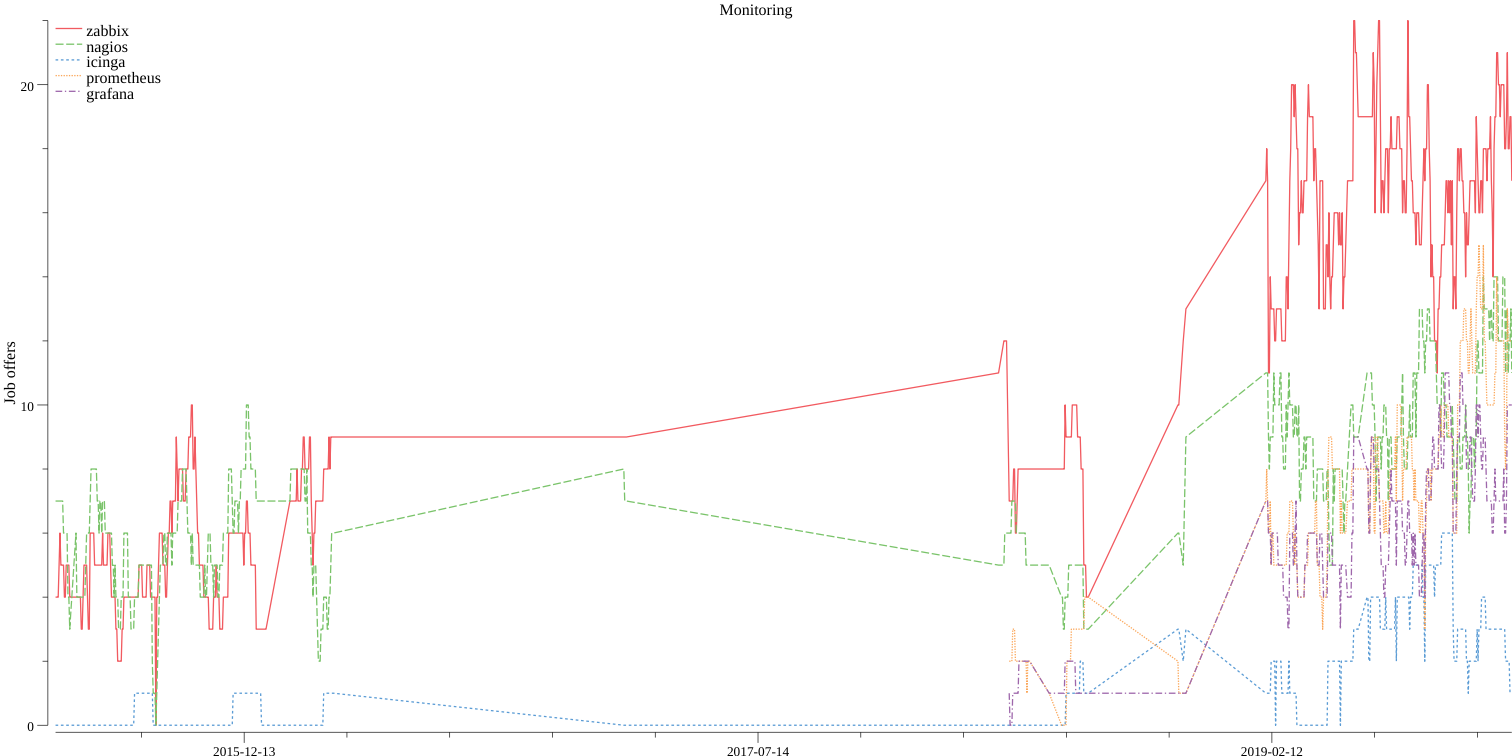 Monitoring
zabbix
nagios
icinga
prometheus
grafana
20
10
0
Job offers
2015-12-13
2017-07-14
2019-02-12